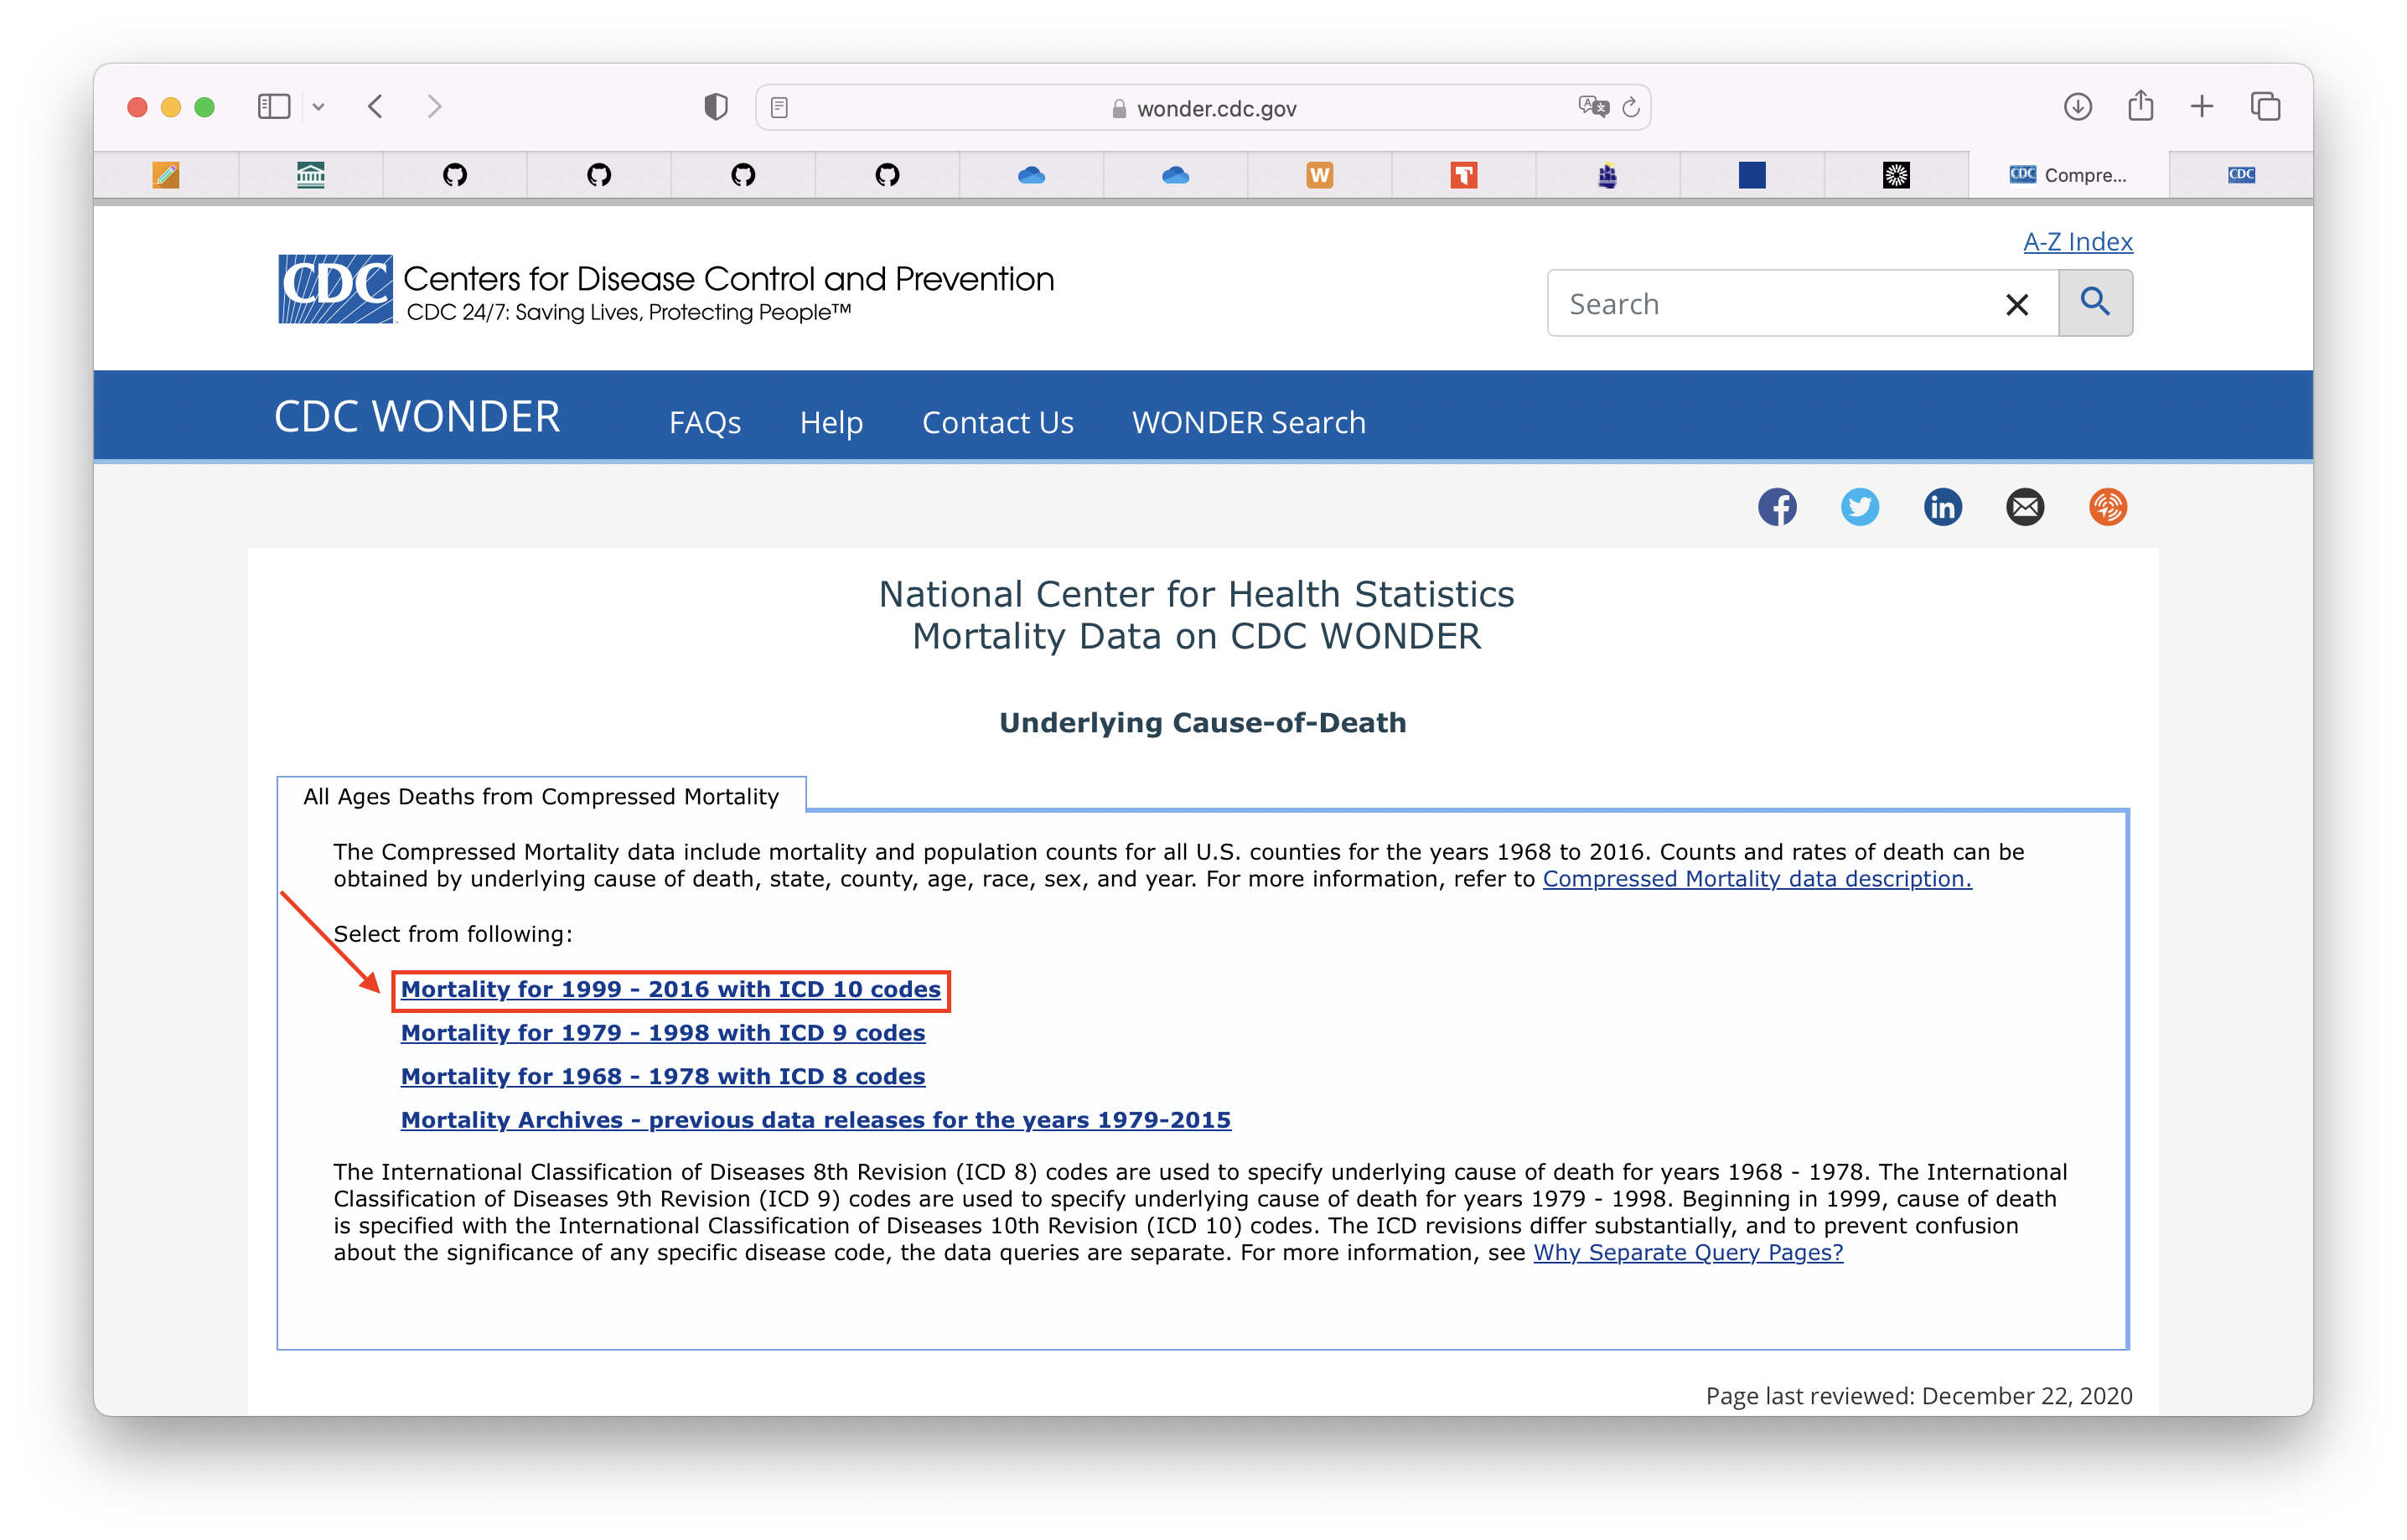 wonder.cdc.gov
W
CDC Compre...
CDC
A-Z Index
CDC Centers for Disease Control and Prevention
CDC 24/7: Saving Lives, Protecting People™
Search
CDC WONDER FAQs Help Contact Us WONDER Search
National Center for Health Statistics
Mortality Data on CDC WONDER
Underlying Cause-of-Death
All Ages Deaths from Compressed Mortality
The Compressed Mortality data include mortality and population counts for all U.S. counties for the years 1968 to 2016. Counts and rates of death can be
obtained by underlying cause of death, state, county, age, race, sex, and year. For more information, refer to Compressed Mortality data description.
Select from following:
Mortality for 1999 - 2016 with ICD 10 codes
Mortality for 1979 - 1998 with ICD 9 codes
Mortality for 1968 - 1978 with ICD 8 codes
Mortality Archives - previous data releases for the years 1979-2015
The International Classification of Diseases 8th Revision (ICD 8) codes are used to specify underlying cause of death for years 1968 - 1978. The International
Classification of Diseases 9th Revision (ICD 9) codes are used to specify underlying cause of death for years 1979 - 1998. Beginning in 1999, cause of death
is specified with the International Classification of Diseases 10th Revision (ICD 10) codes. The ICD revisions differ substantially, and to prevent confusion
about the significance of any specific disease code, the data queries are separate. For more information, see Why Separate Query Pages?
Page last reviewed: December 22, 2020